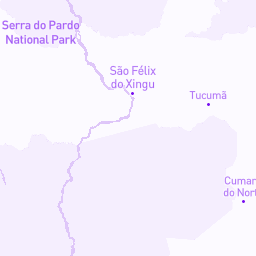 Serra do Pardo
National Park
São Félix
do Xingu
Tucumã
Cuman
do Nort